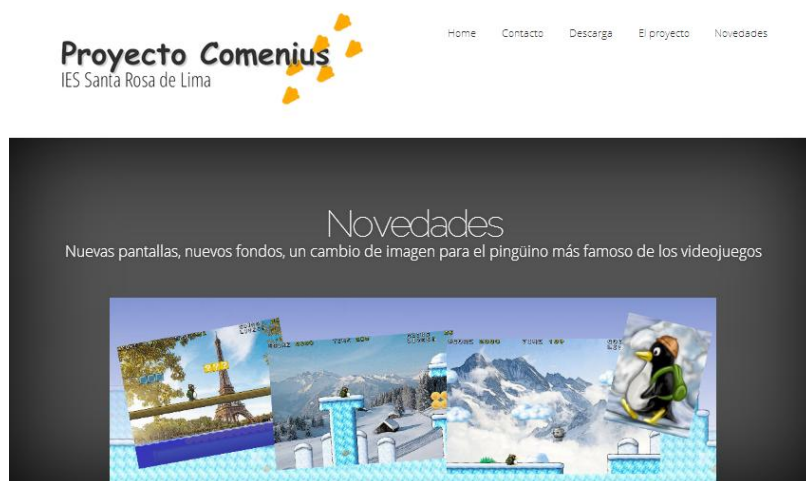 Proyecto Comenius
IES Santa Rosa de Lima
Home Contacto Descarga El proyecto Novedades
Novedades
Nuevas pantallas, nuevos fondos, un cambio de imagen para el pingüino más famoso de los videojuegos